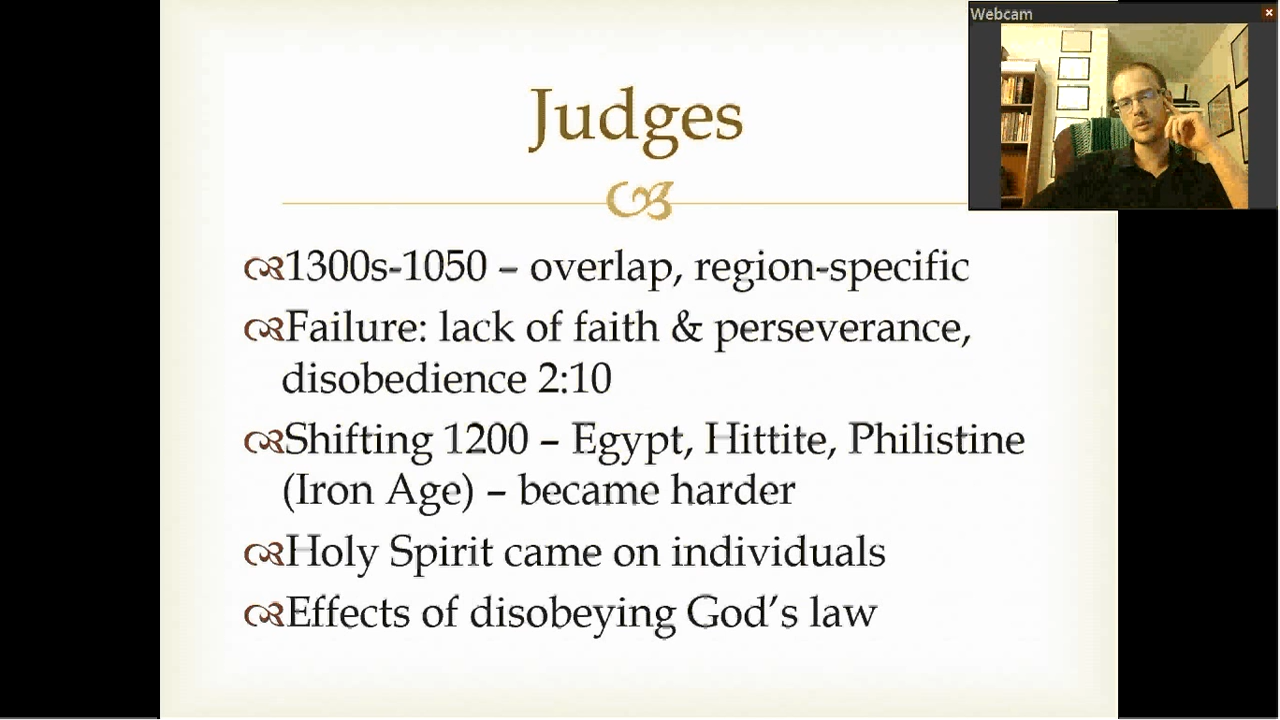 Webcam
Judges
1300s-1050 – overlap, region-specific
Failure: lack of faith & perseverance,
disobedience 2:10
Shifting 1200 – Egypt, Hittite, Philistine
(Iron Age) – became harder
Holy Spirit came on individuals
Effects of disobeying God’s law